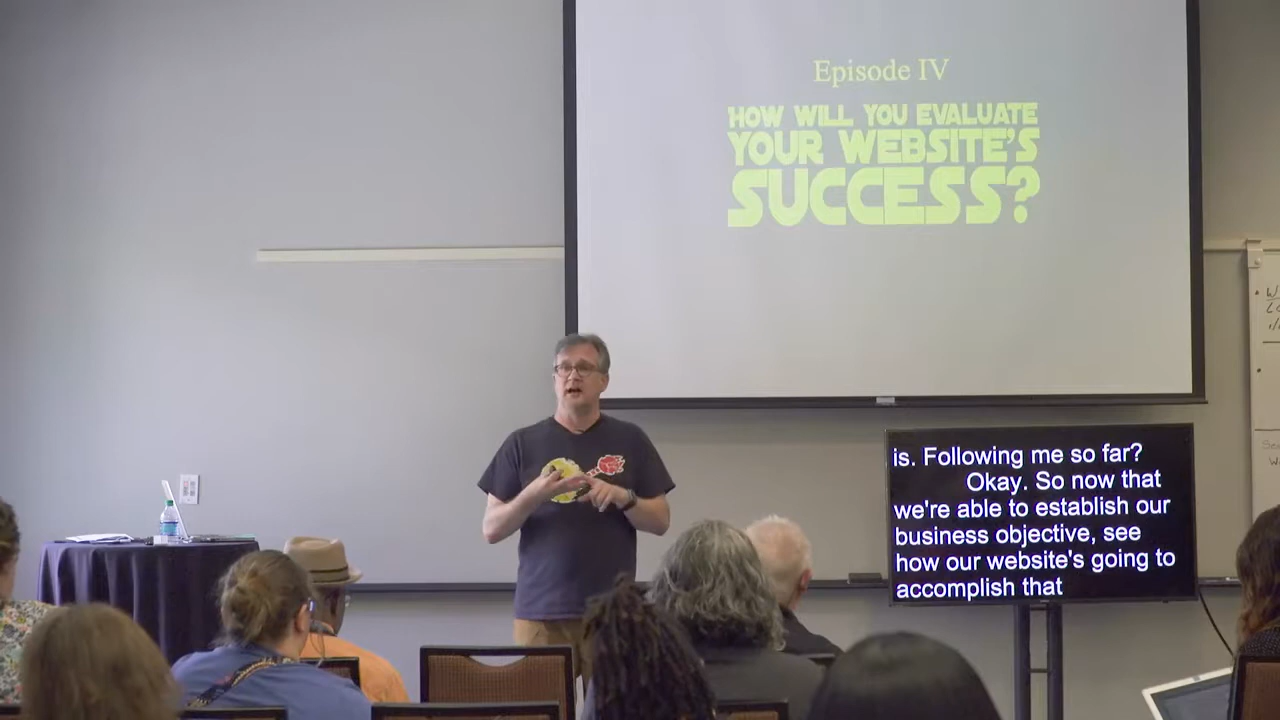 Episode IV
HOW WILL YOU EVALUATE
YOUR WEBSITE'S
SUCCESS?
is. Following me so far?
Okay. So now that
we're able to establish our
business objective, see
how our website's going to
accomplish that